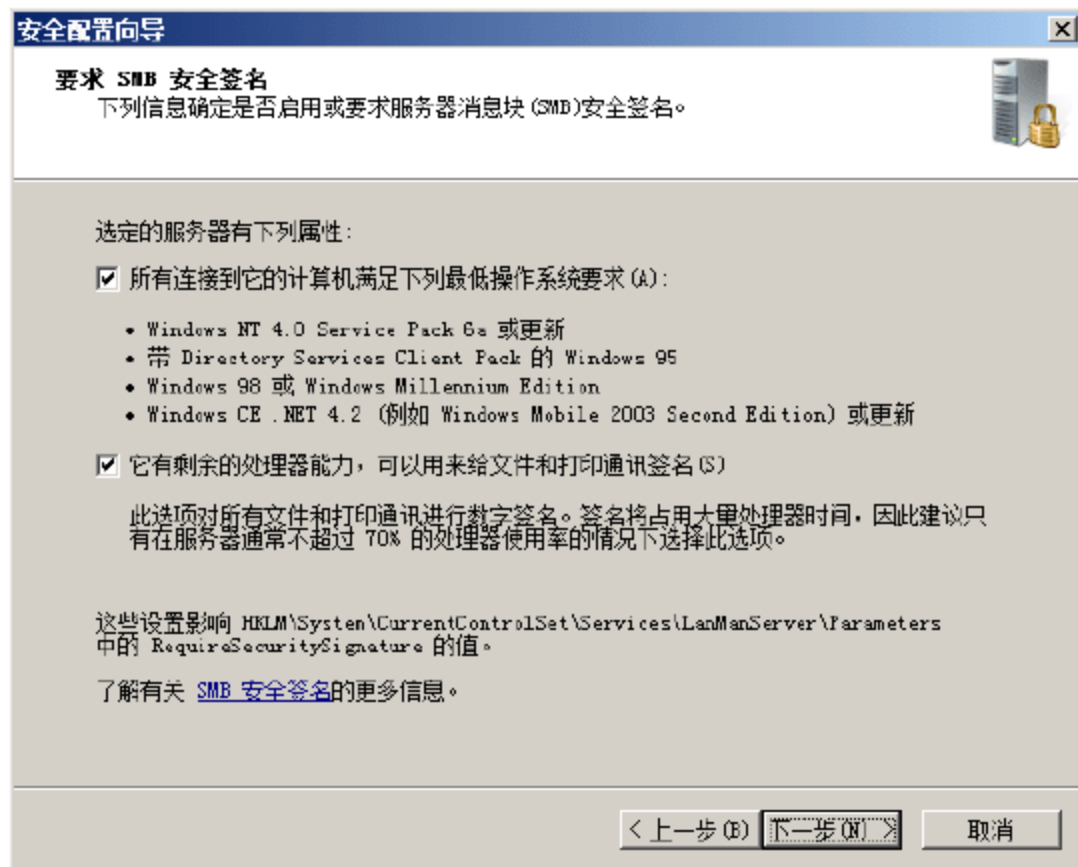 安全配置向导
要求 SMB 安全签名
下列信息确定是否启用或要求服务器消息块(SMB)安全签名。
选定的服务器有下列属性:
所有连接到它的计算机满足下列最低操作系统要求(A):
• Windows NT 4.0 Service Pack 6a 或更新
• 带 Directory Services Client Pack 的 Windows 95
• Windows 98 或 Windows Millennium Edition
• Windows CE .NET 4.2 (例如 Windows Mobile 2003 Second Edition) 或更新
它有剩余的处理器能力，可以用来给文件和打印通讯签名(S)
此选项对所有文件和打印通讯进行数字签名。签名将占用大量处理器时间，因此建议只
有在服务器通常不超过 70% 的处理器使用率的情况下选择此选项。
这些设置影响 HKLM\System\CurrentControlSet\Services\LanManServer\Parameters
中的 RequireSecuritySignature 的值。
了解有关 SMB 安全签名的更多信息。
< 上一步(B) 下一步(N) > 取消